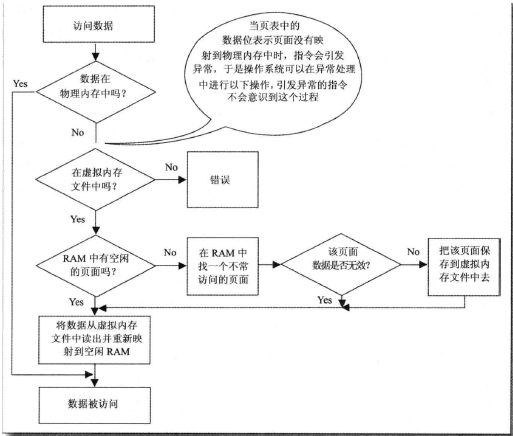 访问数据
当页表中的
数据位表示页面没有映
射到物理内存中时，指令会引发
异常，于是操作系统可以在异常处理
中进行以下操作，引发异常的指令
不会意识到这个过程
Yes
数据在
物理内存中吗？
No
在虚拟内存
文件中吗？
No
错误
Yes
RAM 中有空闲
的页面吗？
No
在 RAM 中
找一个不常
访问的页面
该页面
数据是否无效？
No
把该页面保
存到虚拟内
存文件中去
Yes
Yes
将数据从虚拟内存
文件中读出并重新映
射到空闲 RAM
数据被访问